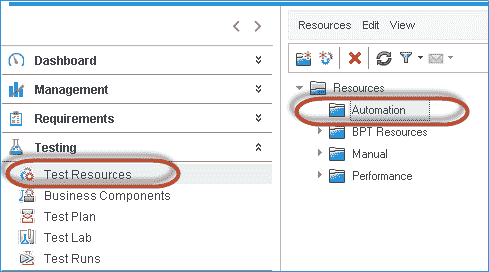 Dashboard
Management
Requirements
Testing
Test Resources
Business Components
Test Plan
Test Lab
Test Runs
Resources Edit View
Resources
Automation
BPT Resources
Manual
Performance